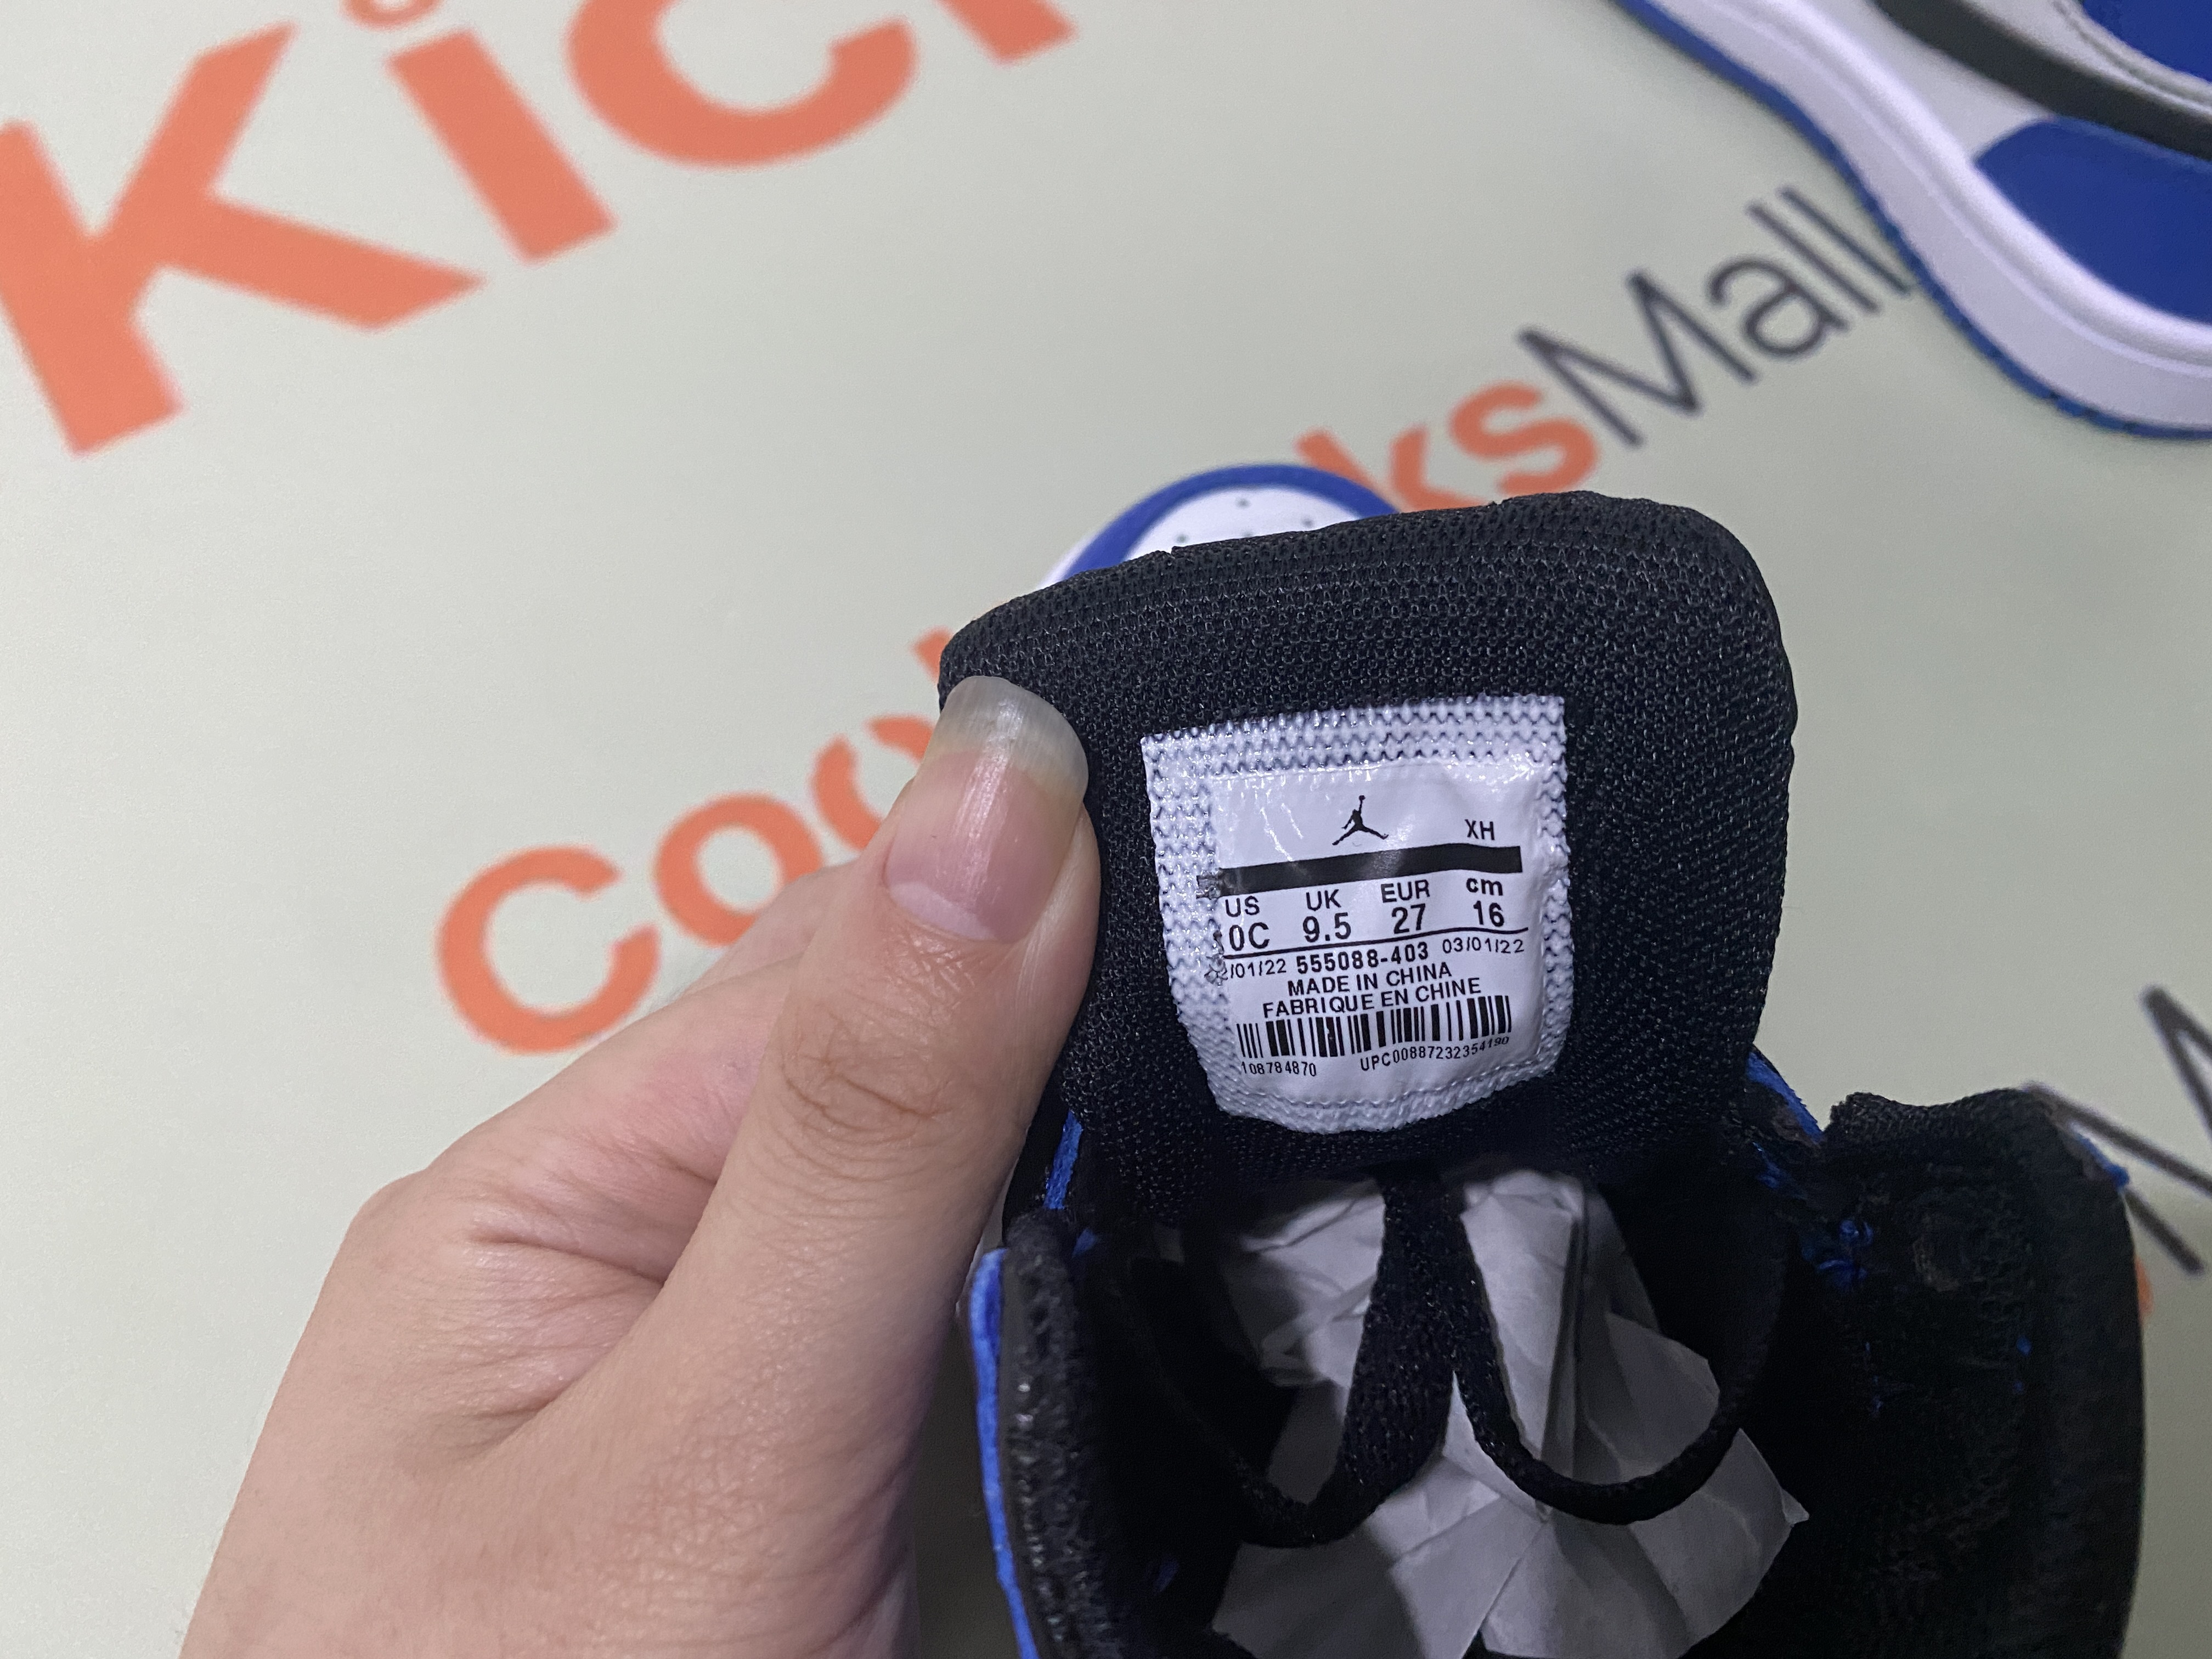 Kic
ksMall
Coo
XH
US UK EUR cm
0C 9.5 27 16
/01/22 555088-403 03/01/22
MADE IN CHINA
FABRIQUE EN CHINE
108784870 UPC00887232354190